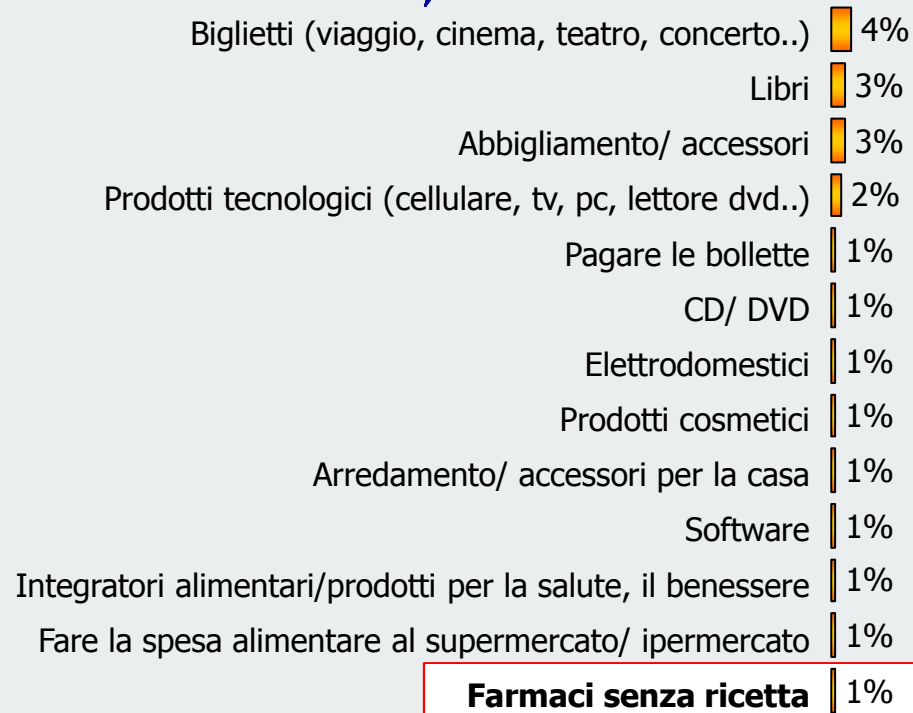 Biglietti (viaggio, cinema, teatro, concerto..) 4%
Libri 3%
Abbigliamento/ accessori 3%
Prodotti tecnologici (cellulare, tv, pc, lettore dvd..) 2%
Pagare le bollette 1%
CD/ DVD 1%
Elettrodomestici 1%
Prodotti cosmetici 1%
Arredamento/ accessori per la casa 1%
Software 1%
Integratori alimentari/prodotti per la salute, il benessere 1%
Fare la spesa alimentare al supermercato/ ipermercato 1%
Farmaci senza ricetta 1%